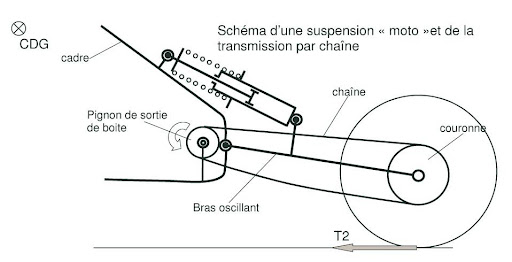 Schéma d'une suspension « moto »et de la
transmission par chaîne
CDG
cadre
chaîne
Pignon de sortie
de boite
couronne
Bras oscillant
T2